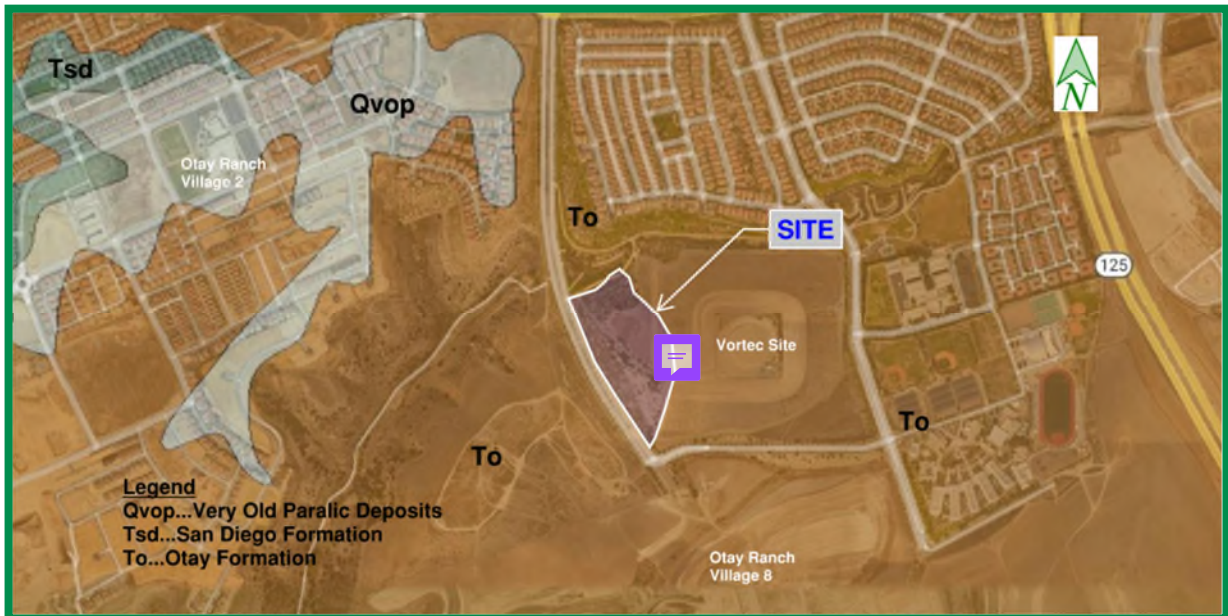 Tsd
Qvop
N
Otay Ranch
Village 2
To
SITE
125
Vortec Site
To
To
Legend
Qvop...Very Old Paralic Deposits
Tsd...San Diego Formation
To...Otay Formation
Otay Ranch
Village 8